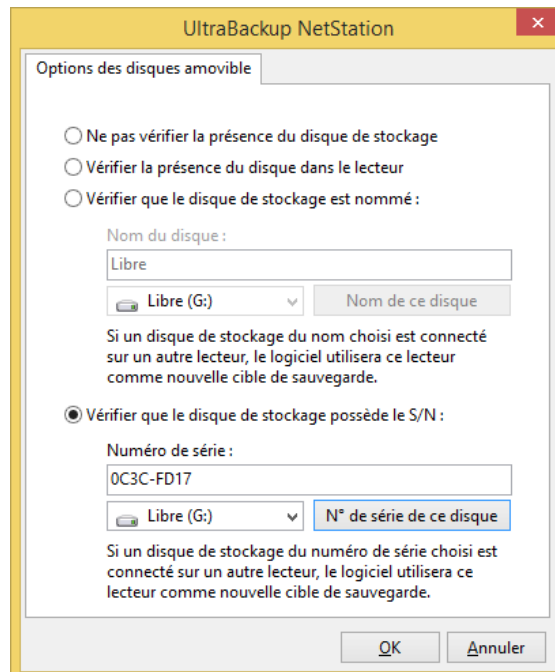 UltraBackup NetStation
Options des disques amovible
Ne pas vérifier la présence du disque de stockage
Vérifier la présence du disque dans le lecteur
Vérifier que le disque de stockage est nommé :
Nom du disque :
Libre
Libre (G:)
Nom de ce disque
Si un disque de stockage du nom choisi est connecté
sur un autre lecteur, le logiciel utilisera ce lecteur
comme nouvelle cible de sauvegarde.
Vérifier que le disque de stockage possède le S/N :
Numéro de série :
0C3C-FD17
Libre (G:)
N° de série de ce disque
Si un disque de stockage du numéro de série choisi est
connecté sur un autre lecteur, le logiciel utilisera ce
lecteur comme nouvelle cible de sauvegarde.
OK
Annuler